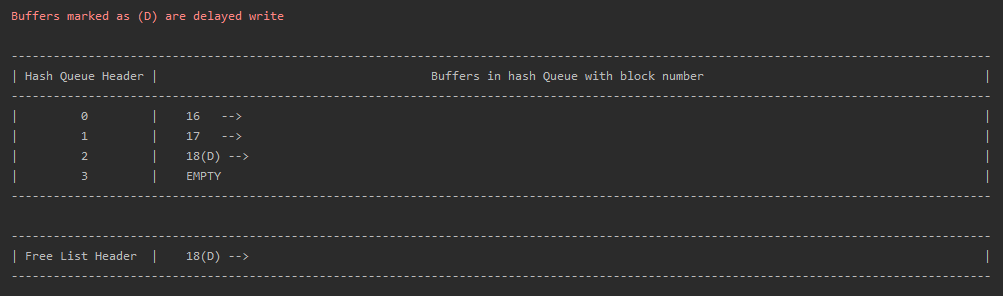 Buffers marked as (D) are delayed write
--------------------------------------------------------------------------------------------------------------------------------------------
| Hash Queue Header |                                       Buffers in hash Queue with block number                                        |
--------------------------------------------------------------------------------------------------------------------------------------------
|         0         |    16   -->                                                                                                          |
|         1         |    17   -->                                                                                                          |
|         2         |    18(D) -->                                                                                                         |
|         3         |    EMPTY                                                                                                             |
--------------------------------------------------------------------------------------------------------------------------------------------
--------------------------------------------------------------------------------------------------------------------------------------------
| Free List Header  |    18(D) -->                                                                                                         |
--------------------------------------------------------------------------------------------------------------------------------------------